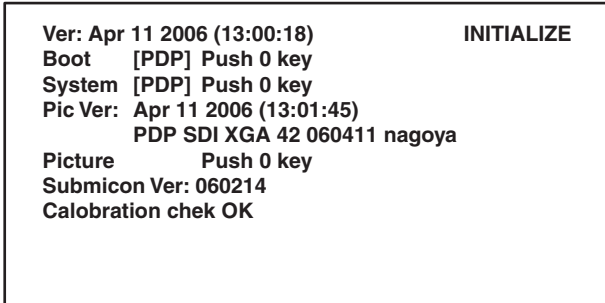 Ver: Apr 11 2006 (13:00:18) INITIALIZE
Boot [PDP] Push 0 key
System [PDP] Push 0 key
Pic Ver: Apr 11 2006 (13:01:45)
PDP SDI XGA 42 060411 nagoya
Picture Push 0 key
Submicon Ver: 060214
Calobration chek OK